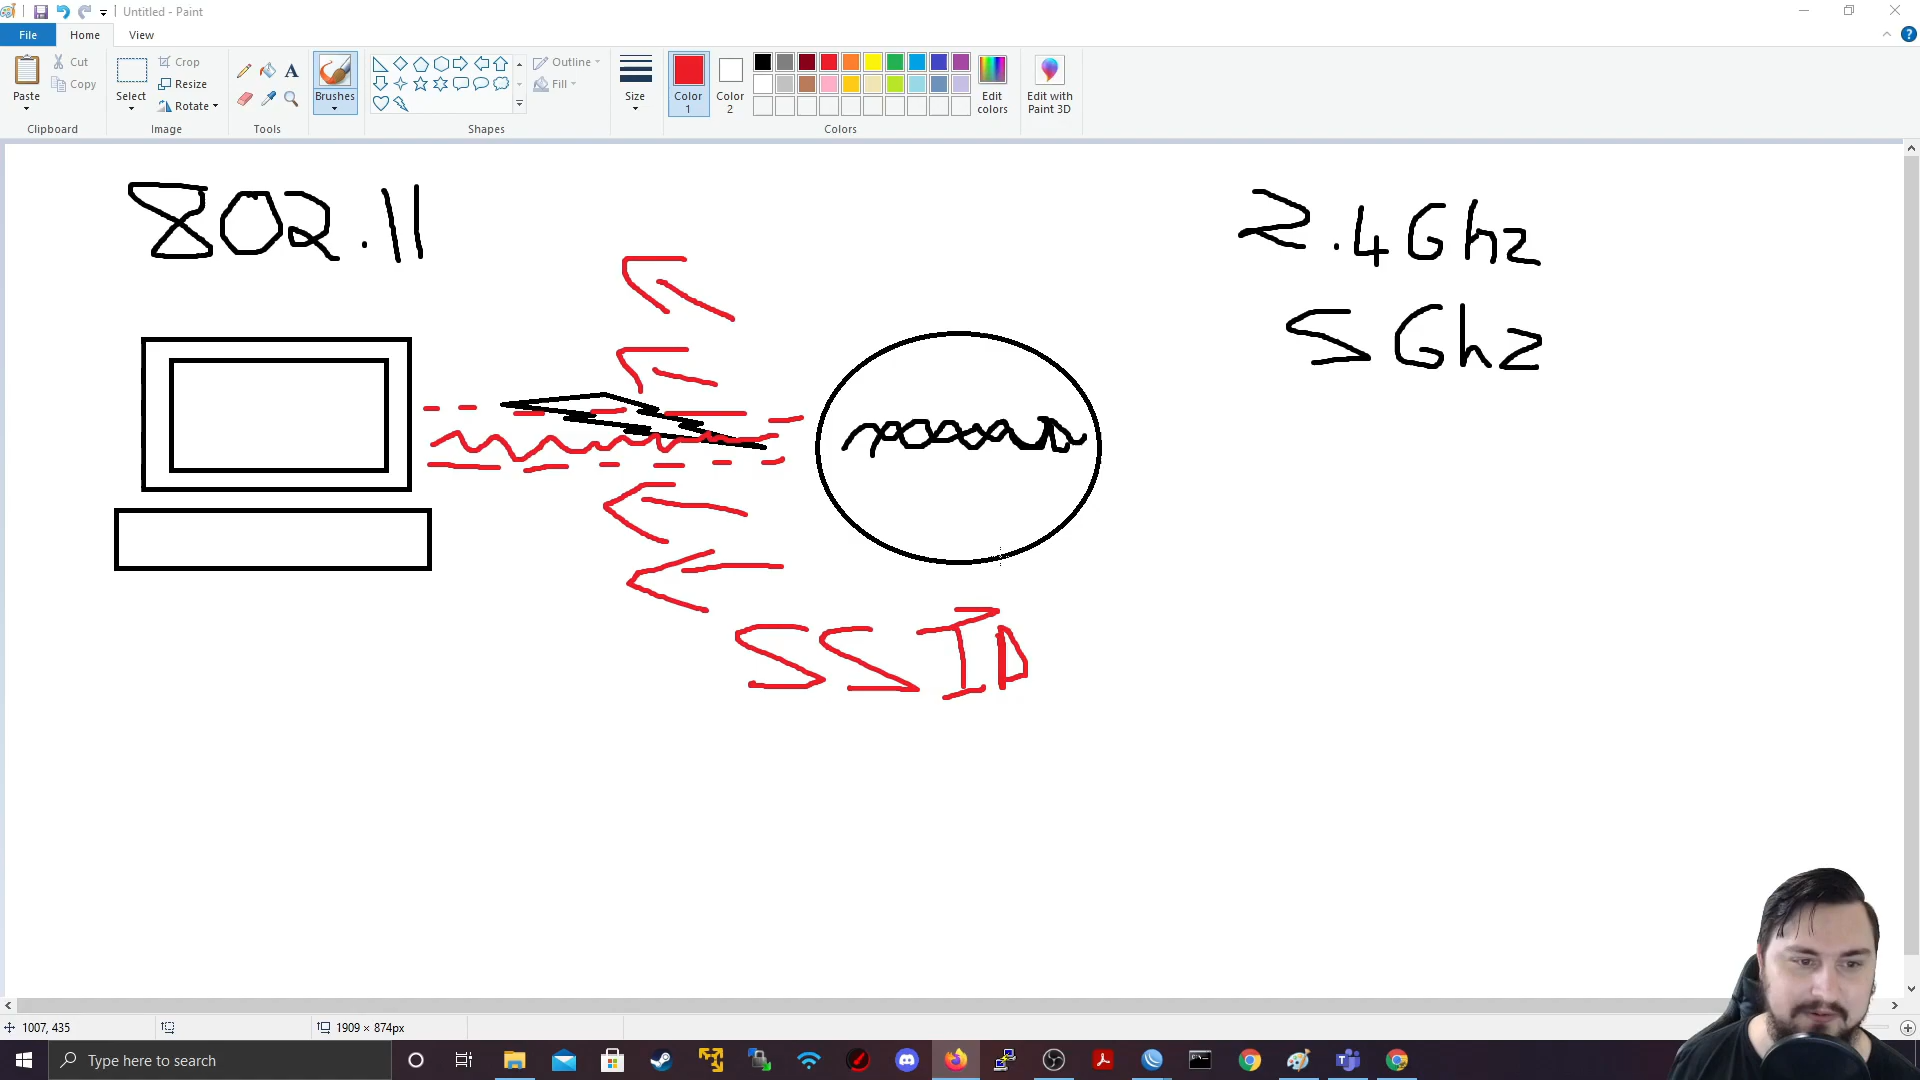 Untitled - Paint
File Home View
Paste
Cut
Copy
Clipboard
Select
Crop
Resize
Rotate
Image
Tools
Brushes
Shapes
Outline
Fill
Size
Color 1
Color 2
Edit colors
Colors
Edit with Paint 3D
802.11
2.4Ghz
5Ghz
SSID
1007, 435
1909 × 874px
Type here to search